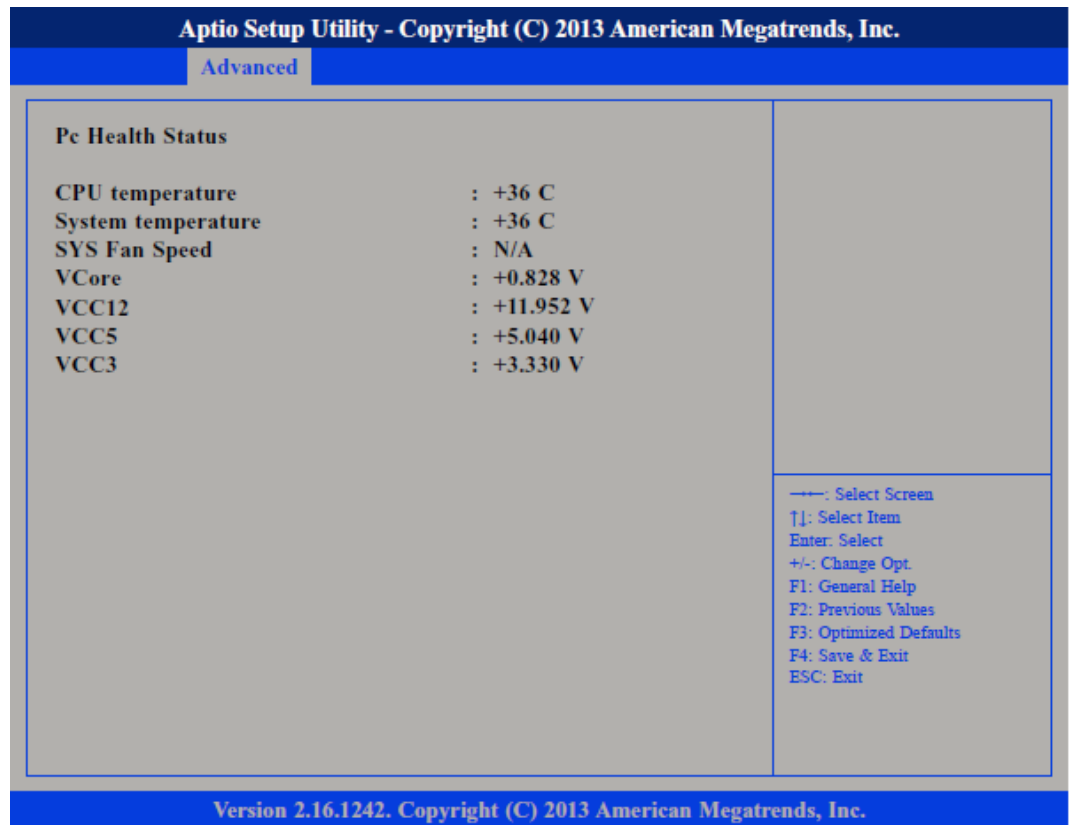 Aptio Setup Utility - Copyright (C) 2013 American Megatrends, Inc.
Advanced
Pc Health Status
CPU temperature : +36 C
System temperature : +36 C
SYS Fan Speed : N/A
VCore : +0.828 V
VCC12 : +11.952 V
VCC5 : +5.040 V
VCC3 : +3.330 V
→←: Select Screen
↑↓: Select Item
Enter: Select
+/-: Change Opt.
F1: General Help
F2: Previous Values
F3: Optimized Defaults
F4: Save & Exit
ESC: Exit
Version 2.16.1242. Copyright (C) 2013 American Megatrends, Inc.